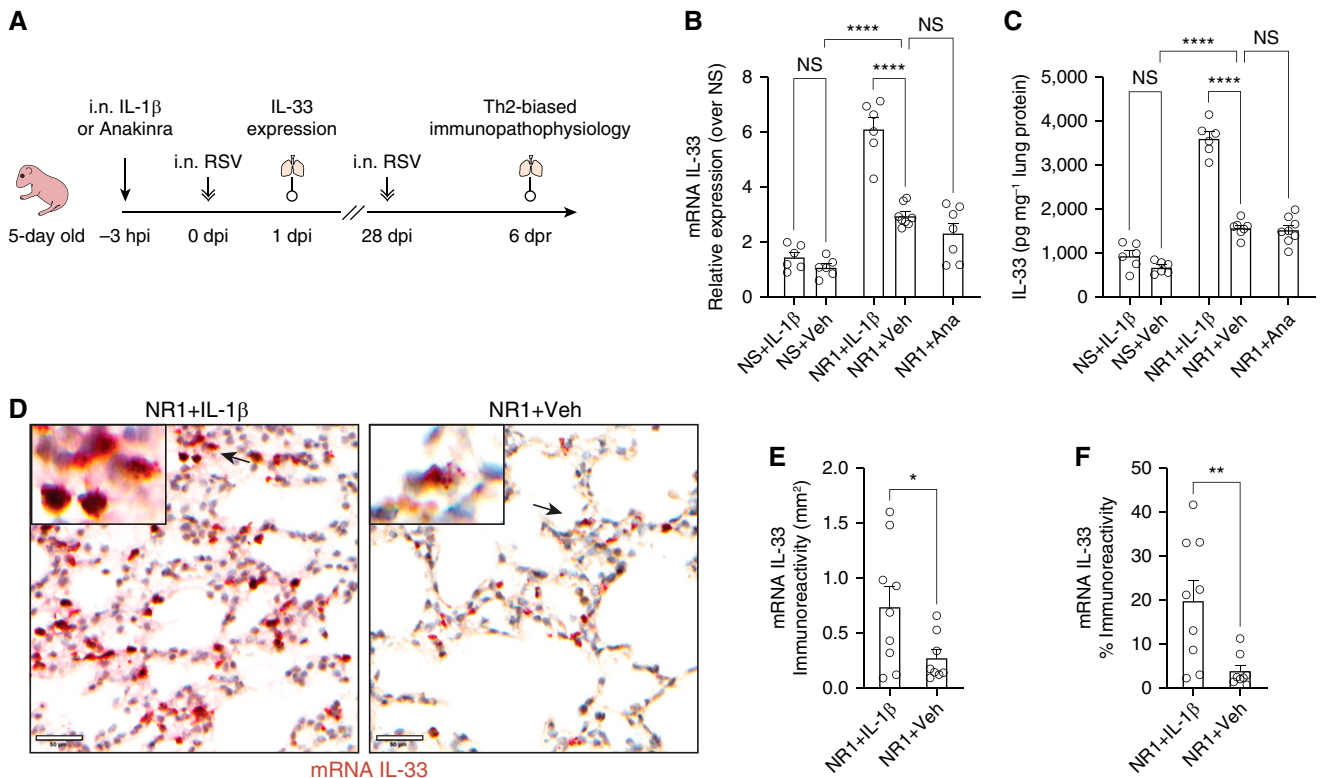 A
i.n. IL-1β
or Anakinra
IL-33
expression
Th2-biased
immunopathophysiology
i.n. RSV
i.n. RSV
5-day old
–3 hpi
0 dpi
1 dpi
28 dpi
6 dpr
B
mRNA IL-33
Relative expression (over NS)
8
6
4
2
0
NS
****
****
NS
NS+IL-1β
NS+Veh
NR1+IL-1β
NR1+Veh
NR1+Ana
C
IL-33 (pg mg⁻¹ lung protein)
5,000
4,000
3,000
2,000
1,000
0
NS
****
****
NS
NS+IL-1β
NS+Veh
NR1+IL-1β
NR1+Veh
NR1+Ana
D
NR1+IL-1β
NR1+Veh
50 µm
50 µm
mRNA IL-33
E
mRNA IL-33
Immunoreactivity (mm²)
2.0
1.5
1.0
0.5
0.0
*
NR1+IL-1β
NR1+Veh
F
mRNA IL-33
% Immunoreactivity
50
40
30
20
10
0
**
NR1+IL-1β
NR1+Veh